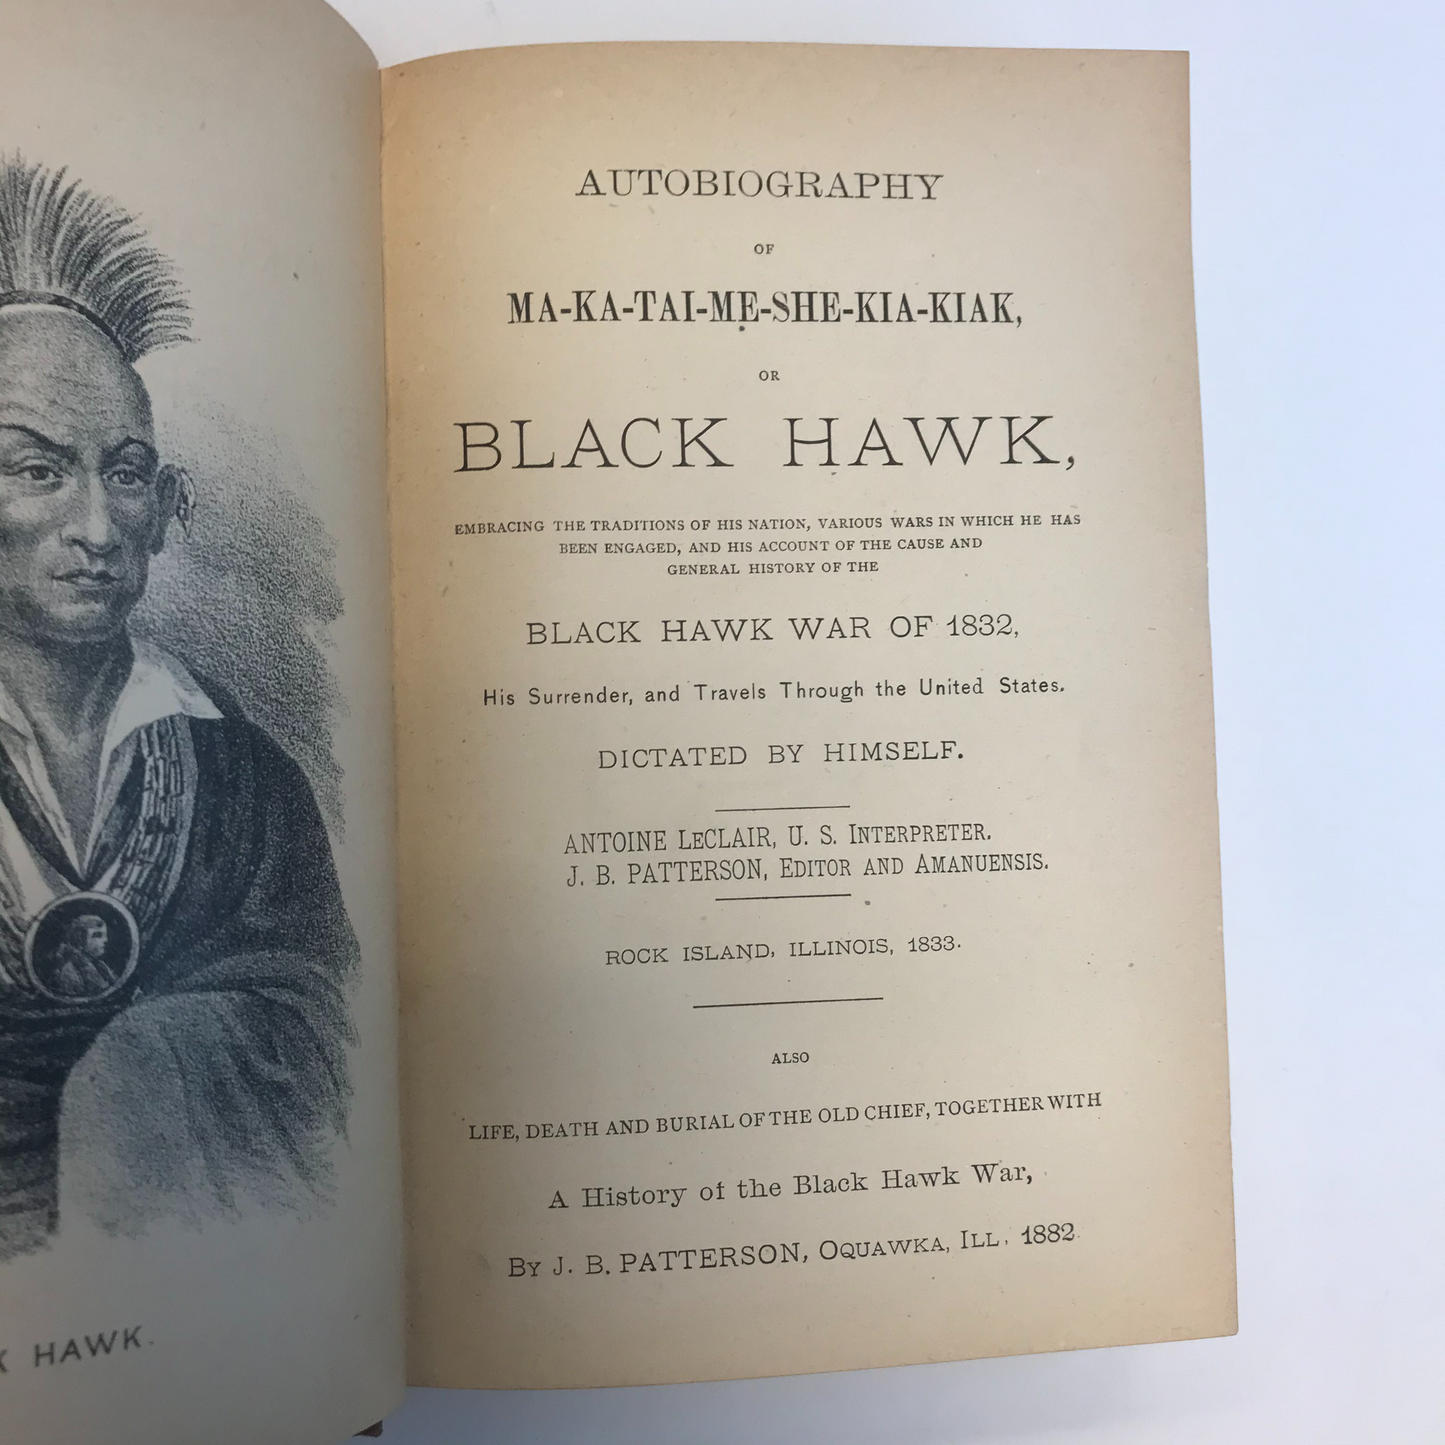 AUTOBIOGRAPHY
OF
MA-KA-TAI-ME-SHE-KIA-KIAK,
OR
BLACK HAWK,
EMBRACING THE TRADITIONS OF HIS NATION, VARIOUS WARS IN WHICH HE HAS
BEEN ENGAGED, AND HIS ACCOUNT OF THE CAUSE AND
GENERAL HISTORY OF THE
BLACK HAWK WAR OF 1832,
His Surrender, and Travels Through the United States.
DICTATED BY HIMSELF.
ANTOINE LECLAIR, U. S. INTERPRETER.
J. B. PATTERSON, EDITOR AND AMANUENSIS.
ROCK ISLAND, ILLINOIS, 1833.
ALSO
LIFE, DEATH AND BURIAL OF THE OLD CHIEF, TOGETHER WITH
A History of the Black Hawk War,
BY J. B. PATTERSON, OQUAWKA, ILL. 1882.
K HAWK.